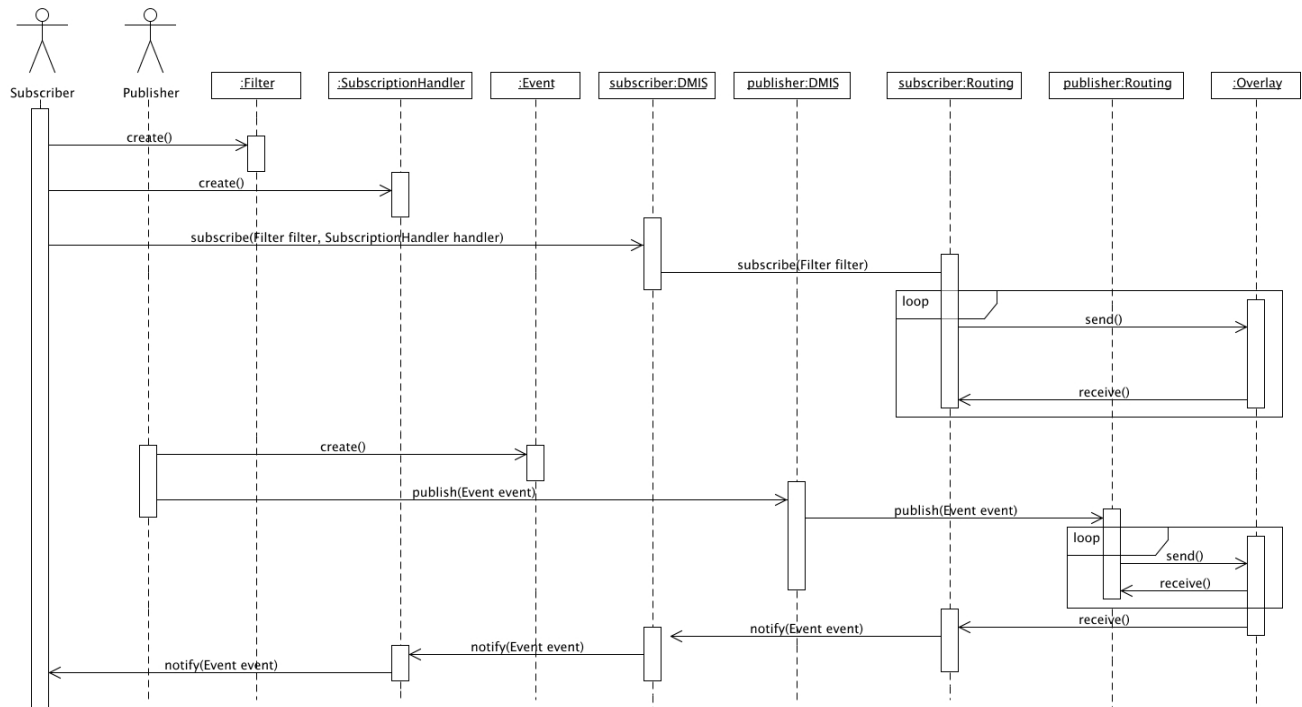 Subscriber
Publisher
:Filter
:SubscriptionHandler
:Event
subscriber:DMIS
publisher:DMIS
subscriber:Routing
publisher:Routing
:Overlay
create()
create()
subscribe(Filter filter, SubscriptionHandler handler)
subscribe(Filter filter)
loop
send()
receive()
create()
publish(Event event)
publish(Event event)
loop
send()
receive()
receive()
notify(Event event)
notify(Event event)
notify(Event event)